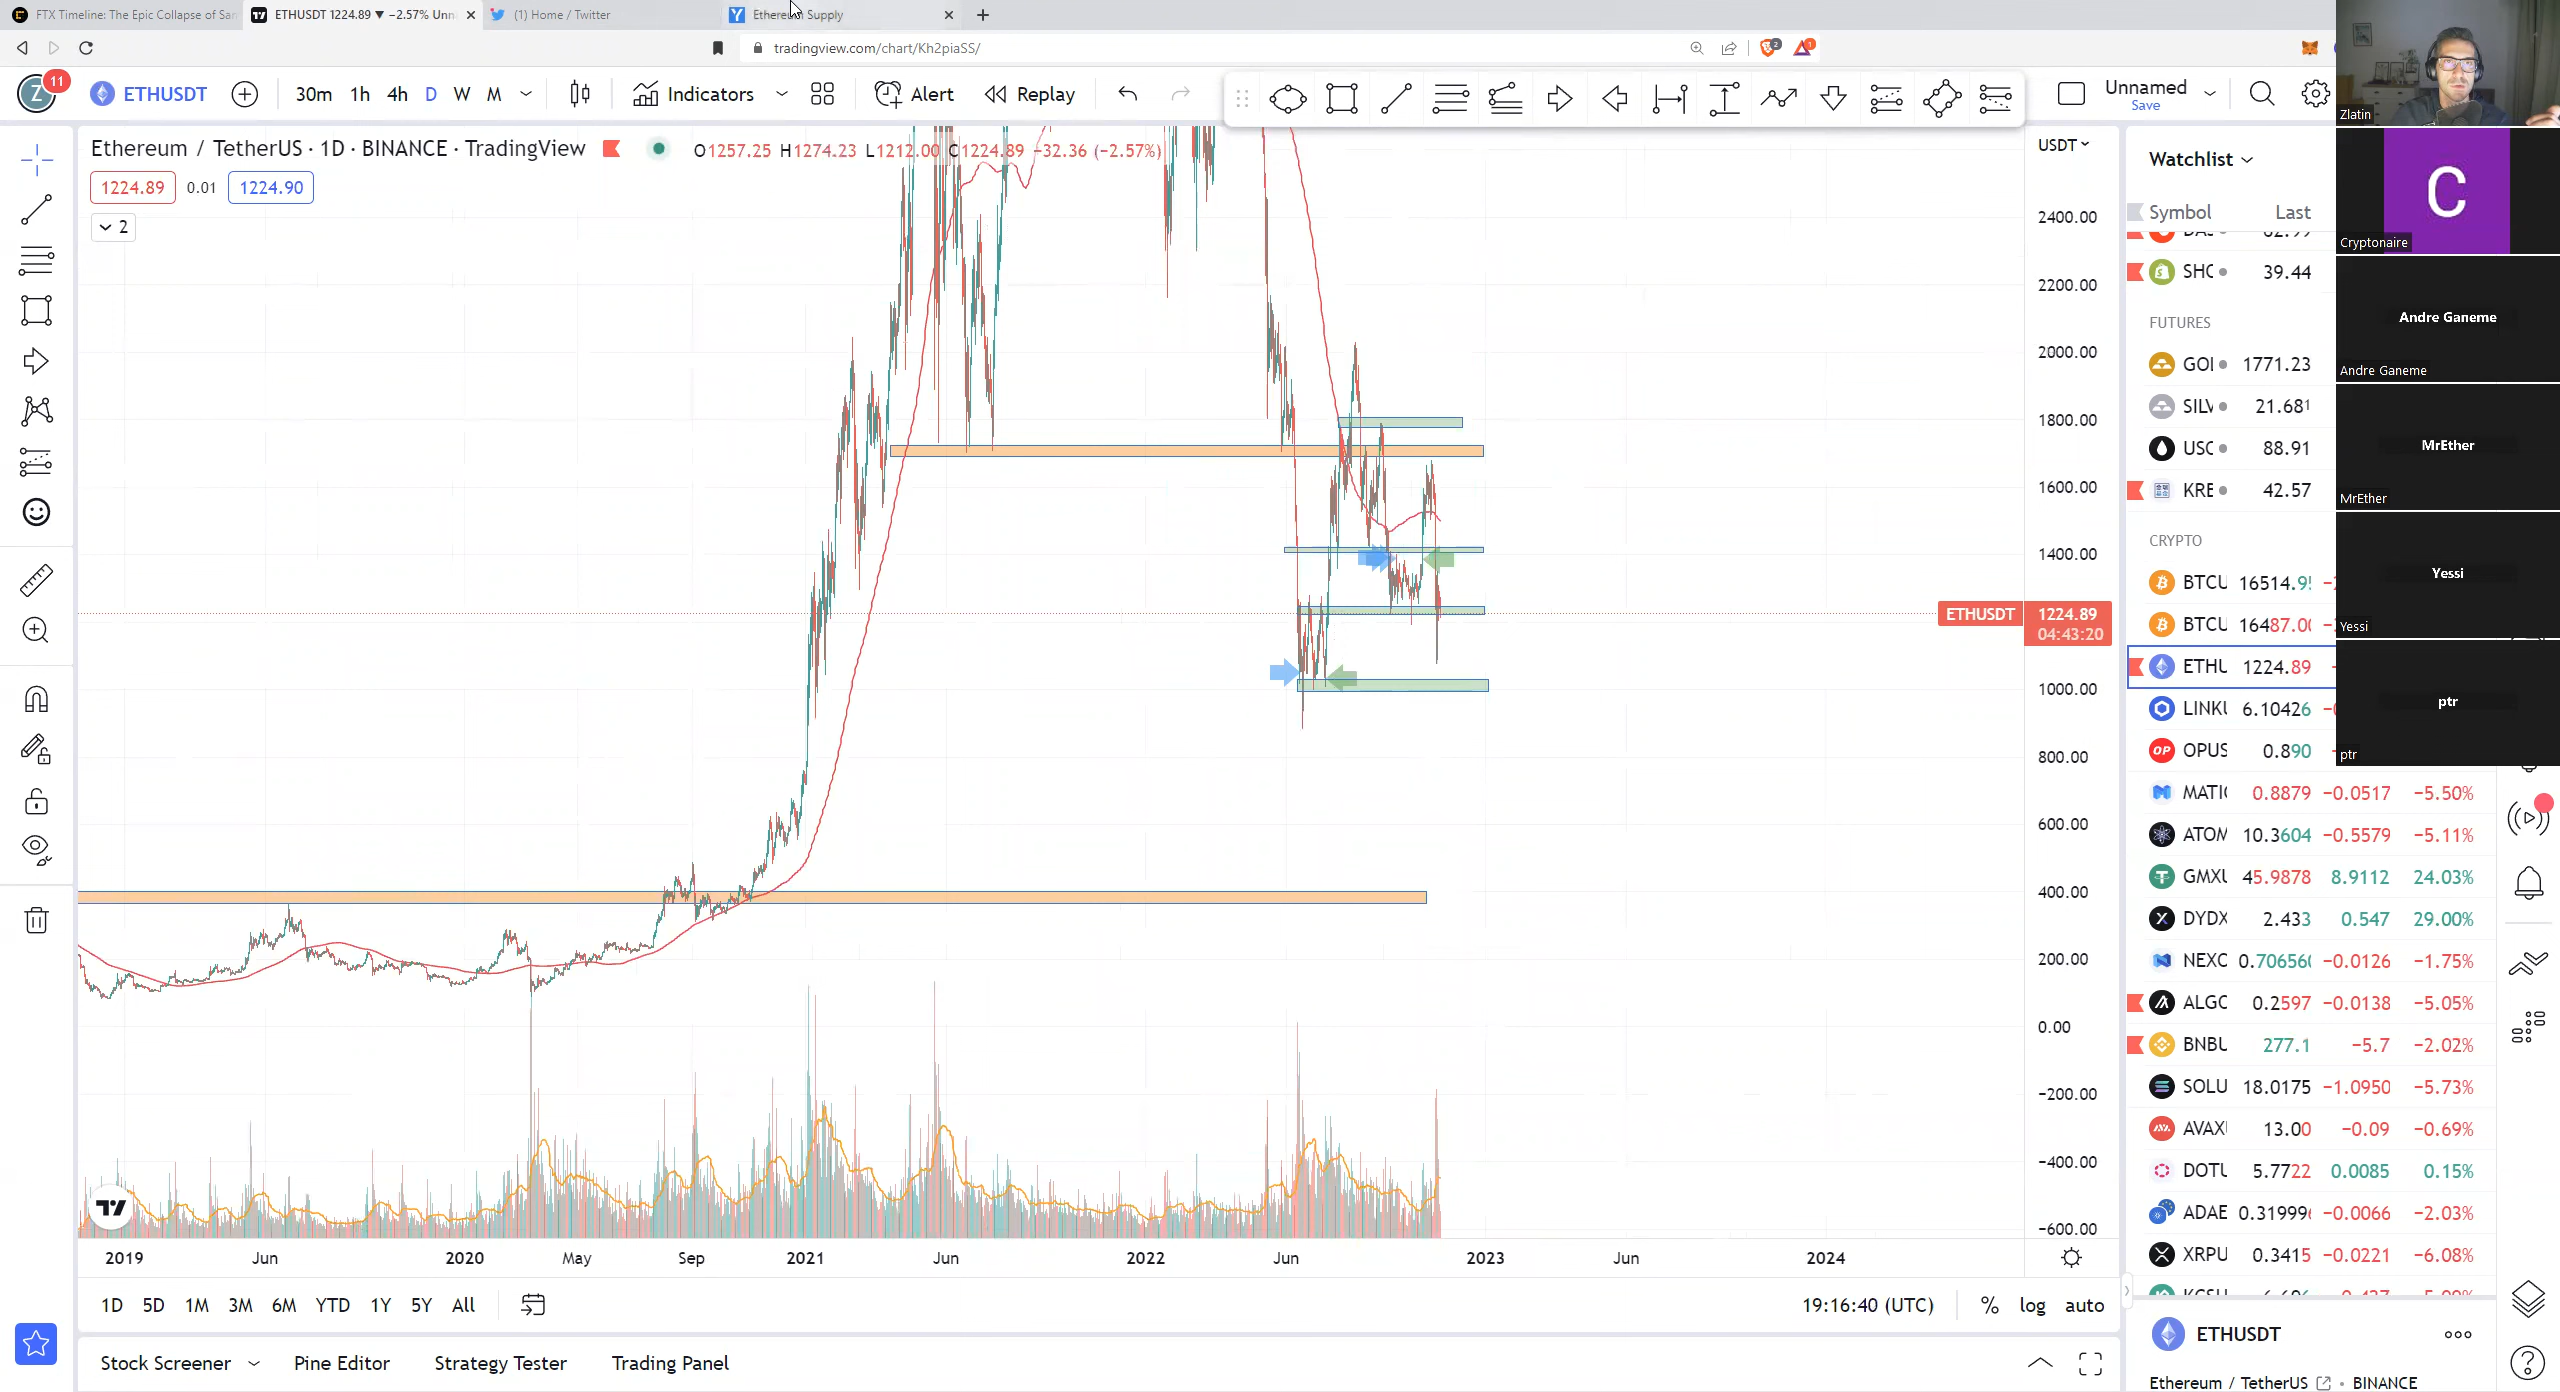 FTX Timeline: The Epic Collapse of Sar
ETHUSDT 1224.89 ▼ −2.57% Unn
(1) Home / Twitter
Ethereum Supply
tradingview.com/chart/Kh2piaSS/
2
1
Z
11
ETHUSDT
30m
1h
4h
D
W
M
Indicators
Alert
Replay
Unnamed
Save
Ethereum / TetherUS · 1D · BINANCE · TradingView
O1257.25 H1274.23 L1212.00 C1224.89 −32.36 (−2.57%)
1224.89
0.01
1224.90
2
USDT
2400.00
2200.00
2000.00
1800.00
1600.00
1400.00
ETHUSDT
1224.89
04:43:20
1000.00
800.00
600.00
400.00
200.00
0.00
−200.00
−400.00
−600.00
2019
Jun
2020
May
Sep
2021
Jun
2022
Jun
2023
Jun
2024
1D
5D
1M
3M
6M
YTD
1Y
5Y
All
19:16:40 (UTC)
%
log
auto
Stock Screener
Pine Editor
Strategy Tester
Trading Panel
Watchlist
Symbol
Last
SHC 39.44
FUTURES
GOL 1771.23
SILV 21.681
USC 88.91
KRE 42.57
CRYPTO
BTCU 16514.9
BTCU 16487.0
ETHU 1224.89
LINKU 6.10426
OPUS 0.890
MATIC 0.8879 −0.0517 −5.50%
ATOM 10.3604 −0.5579 −5.11%
GMXU 45.9878 8.9112 24.03%
DYDX 2.433 0.547 29.00%
NEXO 0.70656 −0.0126 −1.75%
ALGO 0.2597 −0.0138 −5.05%
BNBU 277.1 −5.7 −2.02%
SOLU 18.0175 −1.0950 −5.73%
AVAX 13.00 −0.09 −0.69%
DOTU 5.7722 0.0085 0.15%
ADAE 0.31999 −0.0066 −2.03%
XRPU 0.3415 −0.0221 −6.08%
ETHUSDT
Ethereum / TetherUS • BINANCE
Zlatin
C
Cryptonaire
Andre Ganeme
Andre Ganeme
MrEther
MrEther
Yessi
Yessi
ptr
ptr